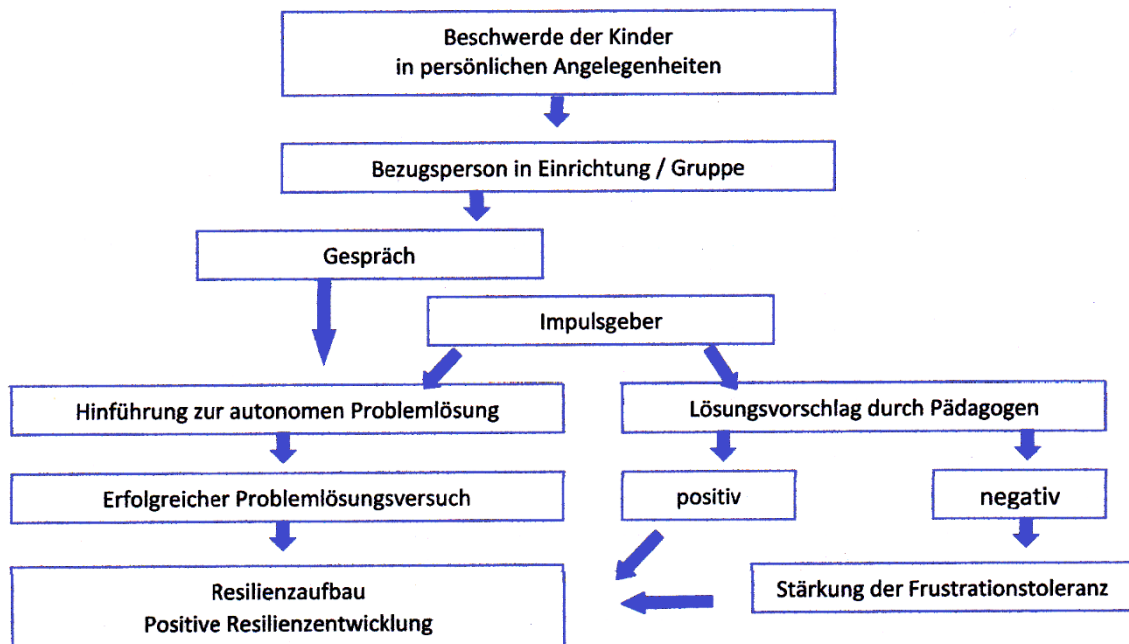 Beschwerde der Kinder
in persönlichen Angelegenheiten
Bezugsperson in Einrichtung / Gruppe
Gespräch
Impulsgeber
Hinführung zur autonomen Problemlösung
Lösungsvorschlag durch Pädagogen
Erfolgreicher Problemlösungsversuch
positiv
negativ
Resilienzaufbau
Positive Resilienzentwicklung
Stärkung der Frustrationstoleranz